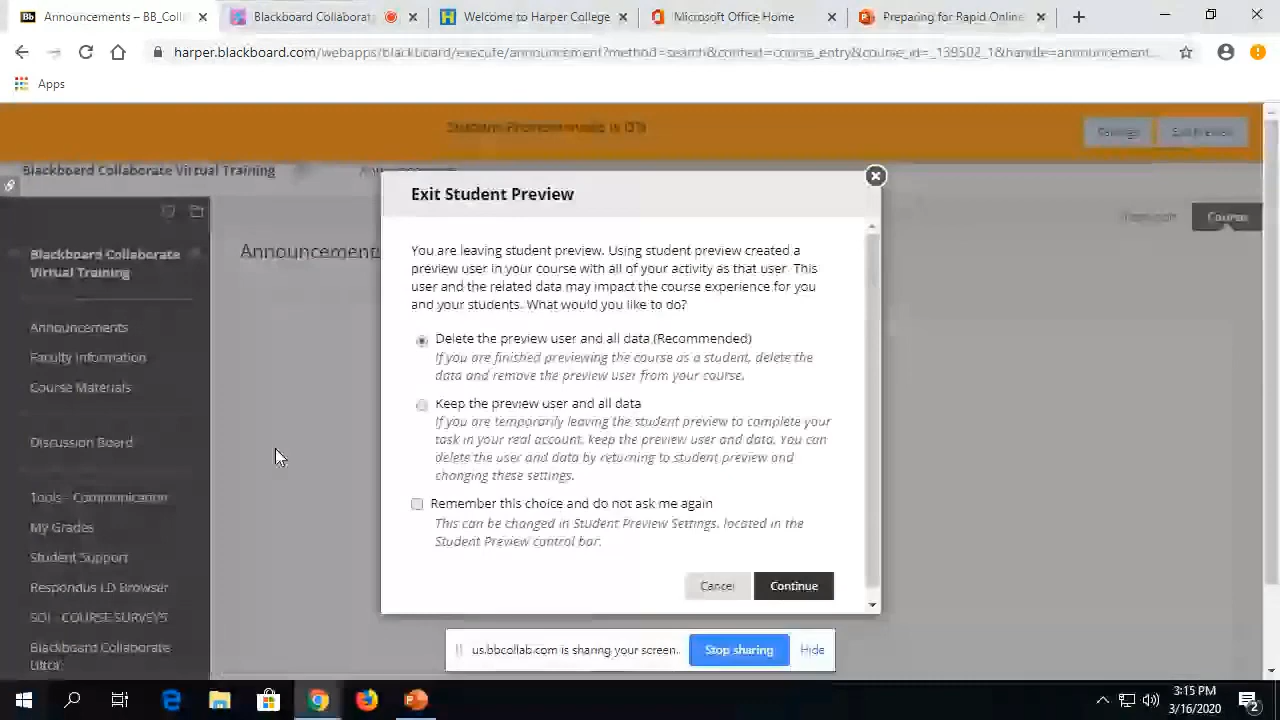 Announcements – BB_Coll
Blackboard Collaborat
Welcome to Harper College
Microsoft Office Home
Preparing for Rapid Online
harper.blackboard.com/webapps/blackboard/execute/announcement?method=search&context=course_entry&course_id=_139502_1&handle=announcement...
Apps
Student Preview mode is ON
Settings
Exit Preview
Blackboard Collaborate Virtual Training
Exit Student Preview
Course
Blackboard Collaborate
Virtual Training
Announcement
You are leaving student preview. Using student preview created a
preview user in your course with all of your activity as that user. This
user and the related data may impact the course experience for you
and your students. What would you like to do?
Announcements
Faculty Information
Course Materials
Discussion Board
Tools - Communication
My Grades
Student Support
Respondus LD Browser
SOI - COURSE SURVEYS
Blackboard Collaborate
Ultra
Delete the preview user and all data (Recommended)
If you are finished previewing the course as a student, delete the
data and remove the preview user from your course.
Keep the preview user and all data
If you are temporarily leaving the student preview to complete your
task in your real account, keep the preview user and data. You can
delete the user and data by returning to student preview and
changing these settings.
Remember this choice and do not ask me again
This can be changed in Student Preview Settings, located in the
Student Preview control bar.
Cancel
Continue
us.bbcollab.com is sharing your screen.
Stop sharing
Hide
3:15 PM
3/16/2020
2